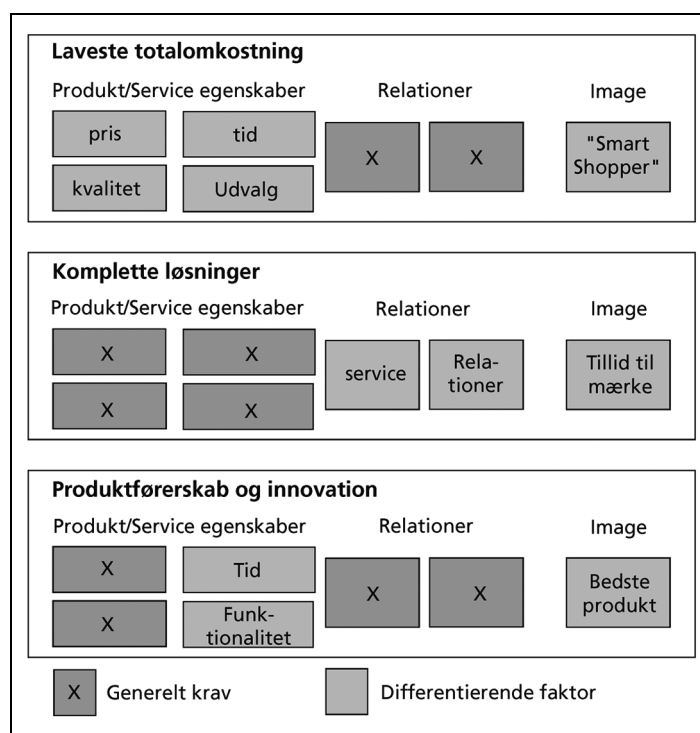 Laveste totalomkostning
Produkt/Service egenskaber Relationer Image
pris tid
X X
"Smart
Shopper"
kvalitet Udvalg
Komplette løsninger
Produkt/Service egenskaber Relationer Image
X X
service
Rela-
tioner
Tillid til
mærke
X X
Produktførerskab og innovation
Produkt/Service egenskaber Relationer Image
X Tid
X X
Bedste
produkt
X Funk-
tionalitet
X Generelt krav Differentierende faktor